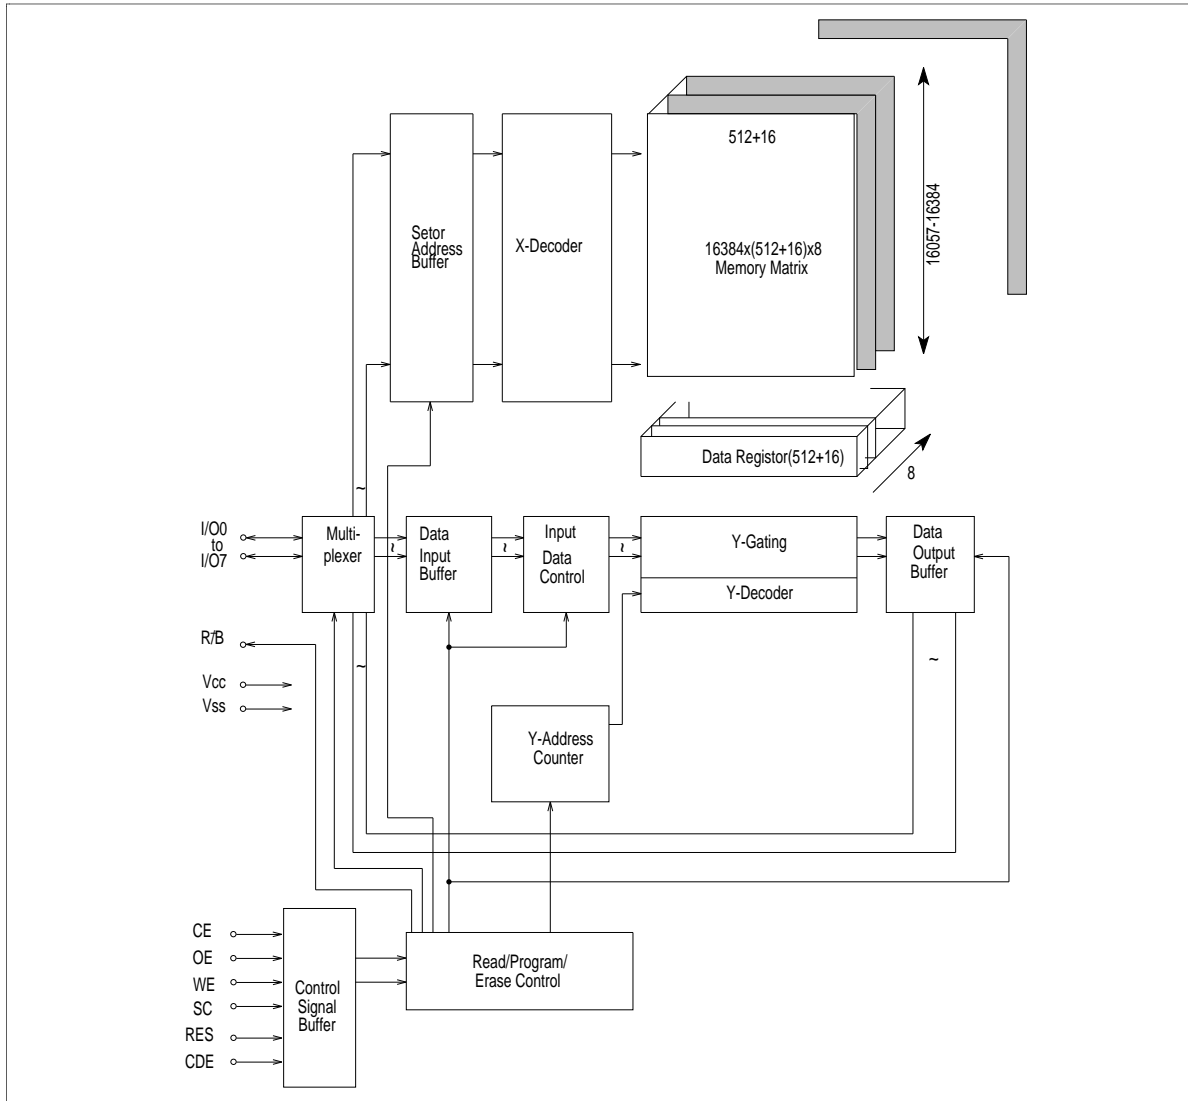 512+16
16057-16384
Setor
Address
Buffer
X-Decoder
16384x(512+16)x8
Memory Matrix
Data Registor(512+16)
8
I/O0
to
I/O7
Multi-
plexer
Data
Input
Buffer
Input
Data
Control
Y-Gating
Y-Decoder
Data
Output
Buffer
R/B
Vcc
Vss
Y-Address
Counter
CE
OE
WE
SC
RES
CDE
Control
Signal
Buffer
Read/Program/
Erase Control